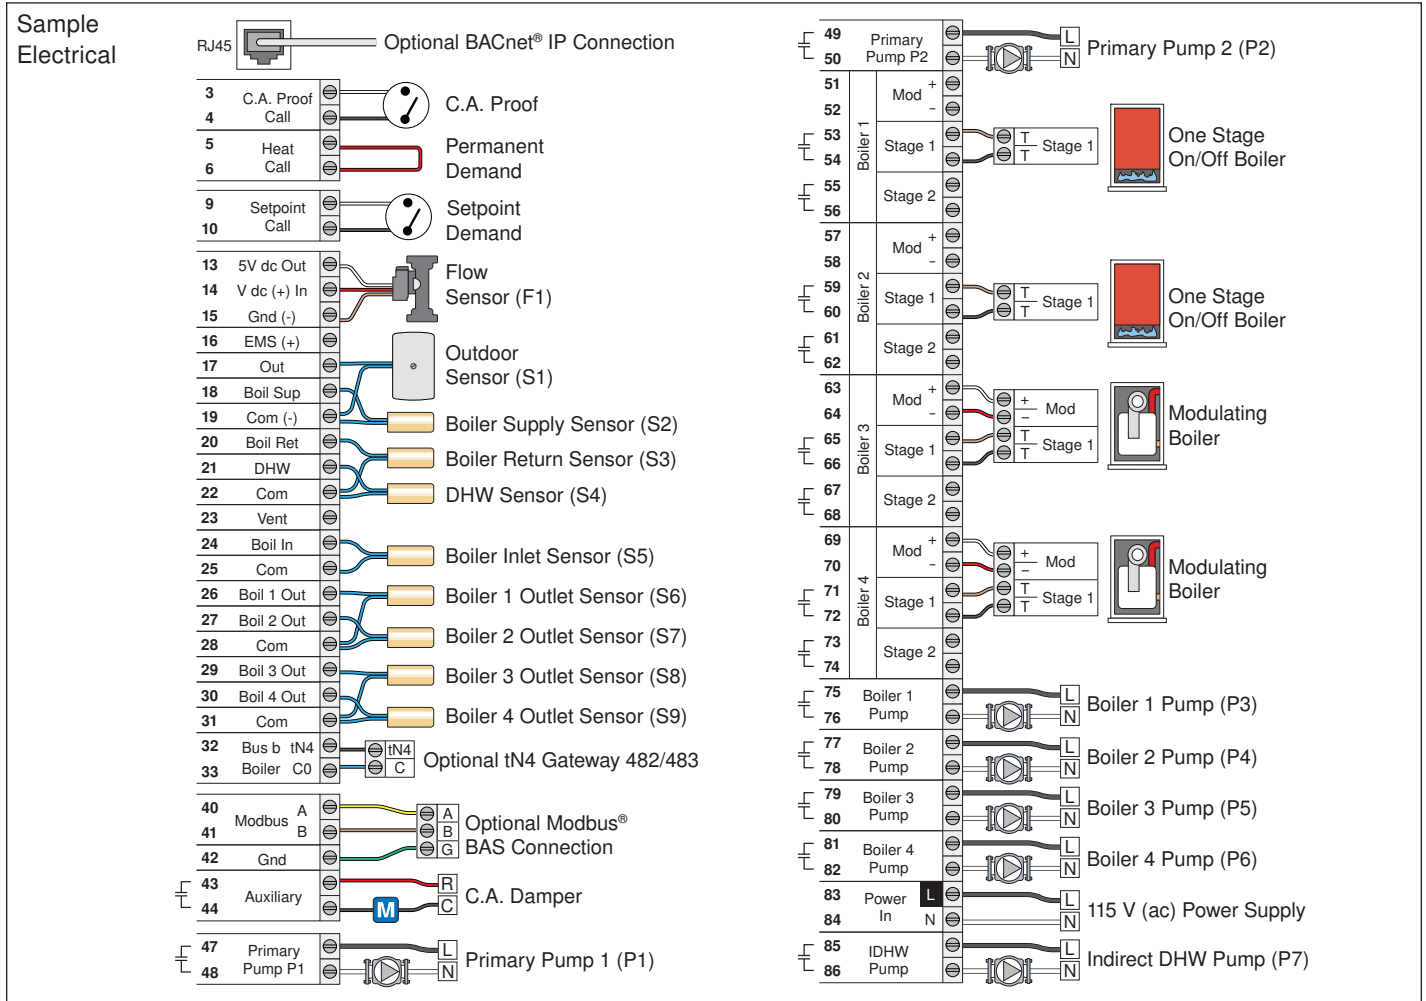 Sample
Electrical
RJ45
Optional BACnet® IP Connection
3
4
C.A. Proof
Call
C.A. Proof
5
6
Heat
Call
Permanent
Demand
9
10
Setpoint
Call
Setpoint
Demand
13 5V dc Out
14 V dc (+) In
15 Gnd (-)
Flow
Sensor (F1)
16 EMS (+)
17 Out
Outdoor
Sensor (S1)
18 Boil Sup
19 Com (-)
Boiler Supply Sensor (S2)
20 Boil Ret
Boiler Return Sensor (S3)
21 DHW
22 Com
DHW Sensor (S4)
23 Vent
24 Boil In
25 Com
Boiler Inlet Sensor (S5)
26 Boil 1 Out
Boiler 1 Outlet Sensor (S6)
27 Boil 2 Out
28 Com
Boiler 2 Outlet Sensor (S7)
29 Boil 3 Out
Boiler 3 Outlet Sensor (S8)
30 Boil 4 Out
31 Com
Boiler 4 Outlet Sensor (S9)
32 Bus b tN4
33 Boiler C0
tN4
C
Optional tN4 Gateway 482/483
40
41
Modbus
A
B
42 Gnd
A
B
G
Optional Modbus®
BAS Connection
43
44
Auxiliary
M
R
C
C.A. Damper
47
48
Primary
Pump P1
L
N
Primary Pump 1 (P1)
49
50
Primary
Pump P2
L
N
Primary Pump 2 (P2)
Boiler 1
51
52
Mod
+
–
53
54
Stage 1
T
T
Stage 1
One Stage
On/Off Boiler
55
56
Stage 2
Boiler 2
57
58
Mod
+
–
59
60
Stage 1
T
T
Stage 1
One Stage
On/Off Boiler
61
62
Stage 2
Boiler 3
63
64
Mod
+
–
65
66
Stage 1
+
–
Mod
T
T
Stage 1
Modulating
Boiler
67
68
Stage 2
Boiler 4
69
70
Mod
+
–
71
72
Stage 1
+
–
Mod
T
T
Stage 1
Modulating
Boiler
73
74
Stage 2
75
76
Boiler 1
Pump
L
N
Boiler 1 Pump (P3)
77
78
Boiler 2
Pump
L
N
Boiler 2 Pump (P4)
79
80
Boiler 3
Pump
L
N
Boiler 3 Pump (P5)
81
82
Boiler 4
Pump
L
N
Boiler 4 Pump (P6)
83
84
Power
In
L
N
L
N
115 V (ac) Power Supply
85
86
IDHW
Pump
L
N
Indirect DHW Pump (P7)